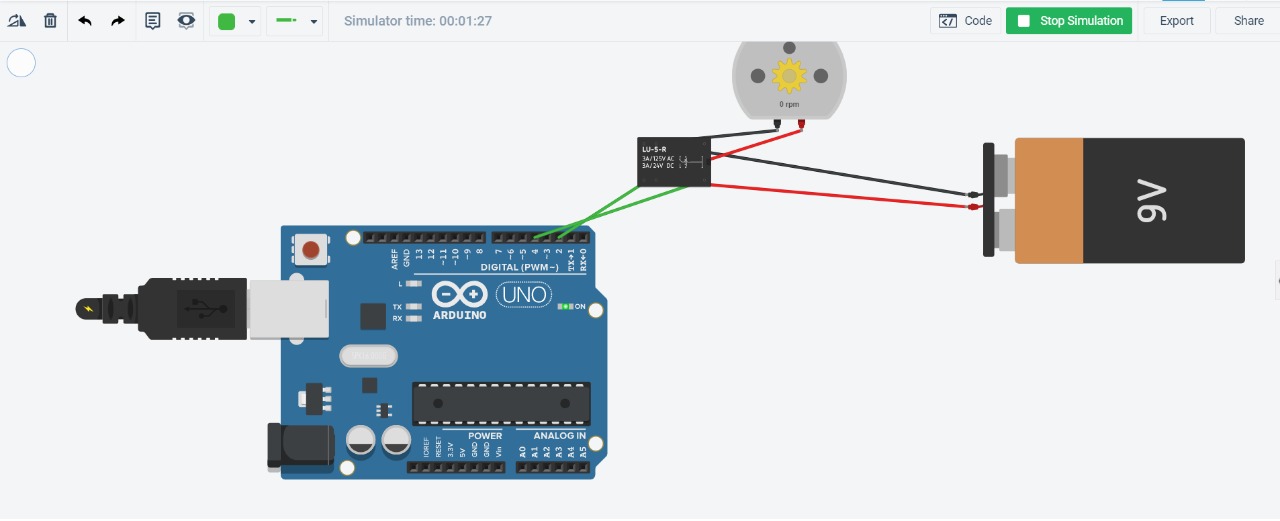 Simulator time: 00:01:27
Code
Stop Simulation
Export
Share
0 rpm
LU-5-R
3A/125V AC
3A/24V DC
9V
AREF
GND
13
12
~11
~10
~9
8
7
~6
~5
4
~3
2
TX→1
RX←0
DIGITAL (PWM~)
L
TX
RX
UNO
ON
ARDUINO
POWER
ANALOG IN
IOREF
RESET
3.3V
5V
GND
GND
Vin
A0
A1
A2
A3
A4
A5